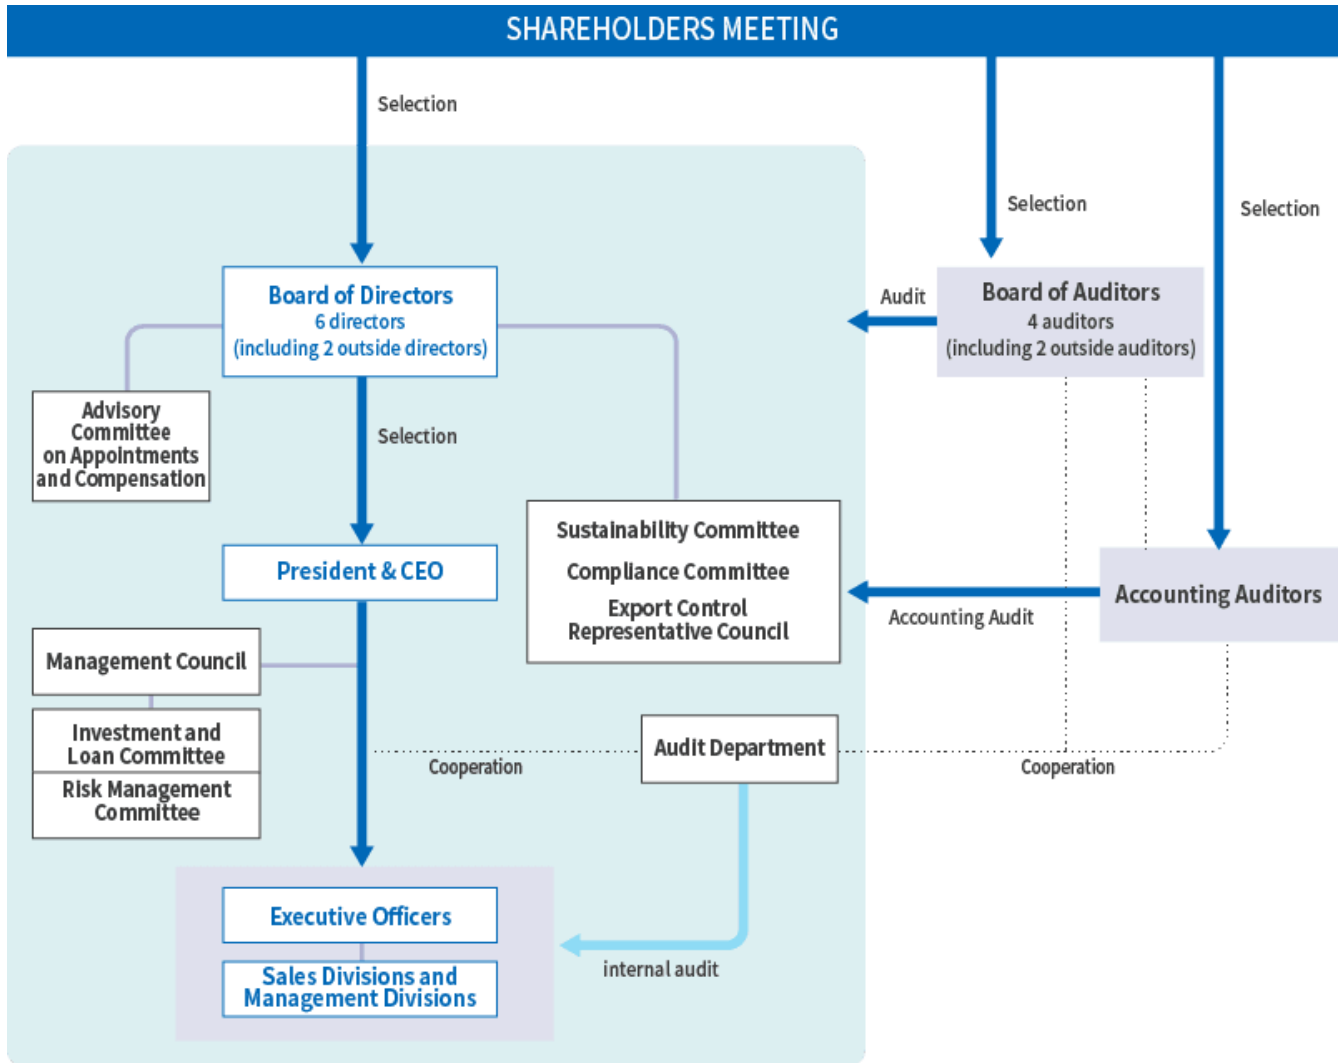 SHAREHOLDERS MEETING
Selection
Selection
Selection
Board of Directors
6 directors
(including 2 outside directors)
Audit
Board of Auditors
4 auditors
(including 2 outside auditors)
Advisory
Committee
on Appointments
and Compensation
Selection
Sustainability Committee
Compliance Committee
Export Control
Representative Council
President & CEO
Accounting Audit
Accounting Auditors
Management Council
Investment and
Loan Committee
Risk Management
Committee
Cooperation
Audit Department
Cooperation
Executive Officers
Sales Divisions and
Management Divisions
internal audit